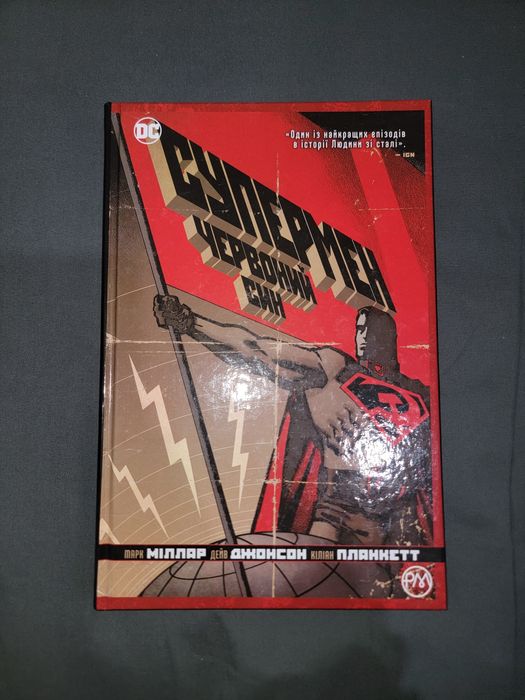 DC
«Один із найкращих епізодів
в історії Людини зі сталі».
— IGN
СУПЕРМЕН
ЧЕРВОНИЙ
СИН
МАРК МІЛЛАР ДЕЙВ ДЖОНСОН КІЛІАН ПЛАНКЕТТ
РМ